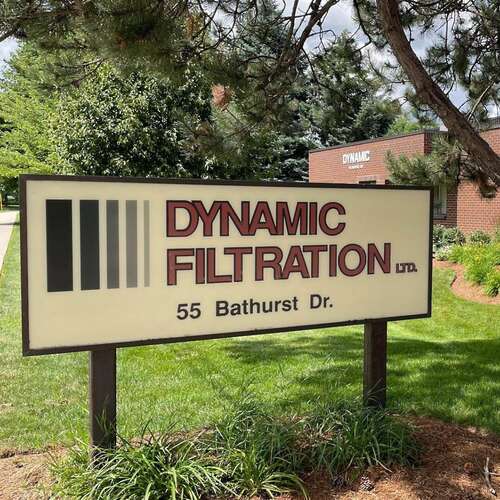 DYNAMIC
DYNAMIC
FILTRATION LTD.
55 Bathurst Dr.